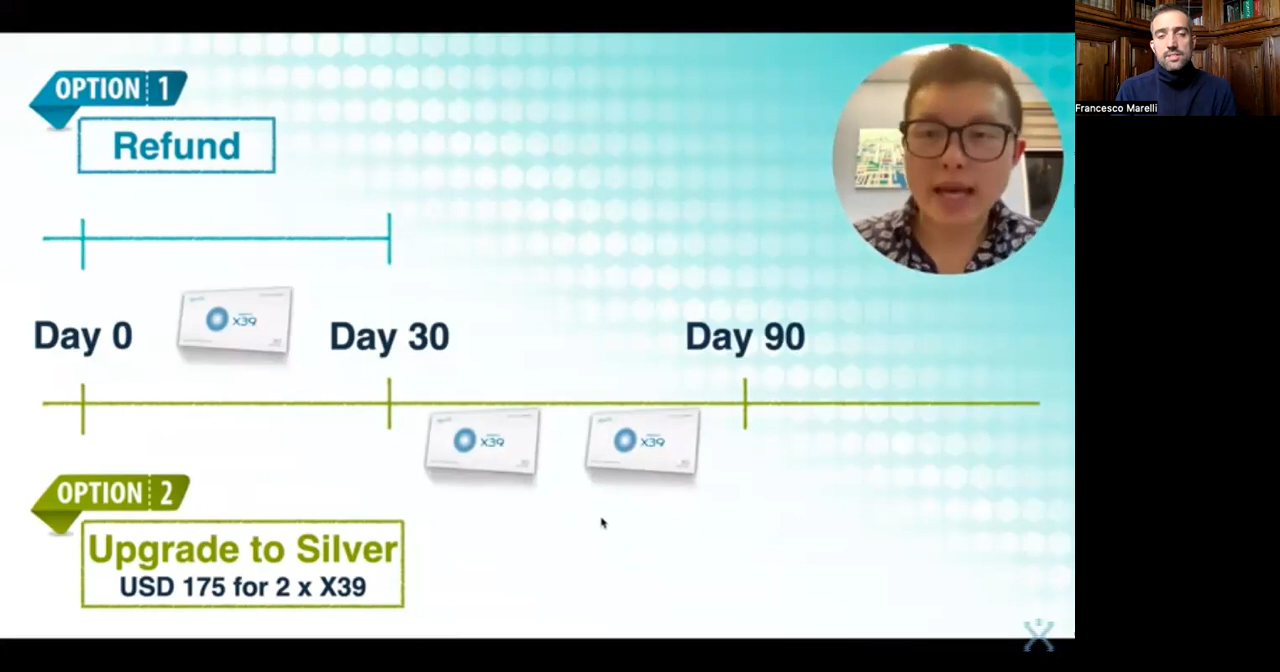 OPTION 1
Refund
Francesco Marelli
Day 0
X39
Day 30
Day 90
X39
X39
OPTION 2
Upgrade to Silver
USD 175 for 2 x X39